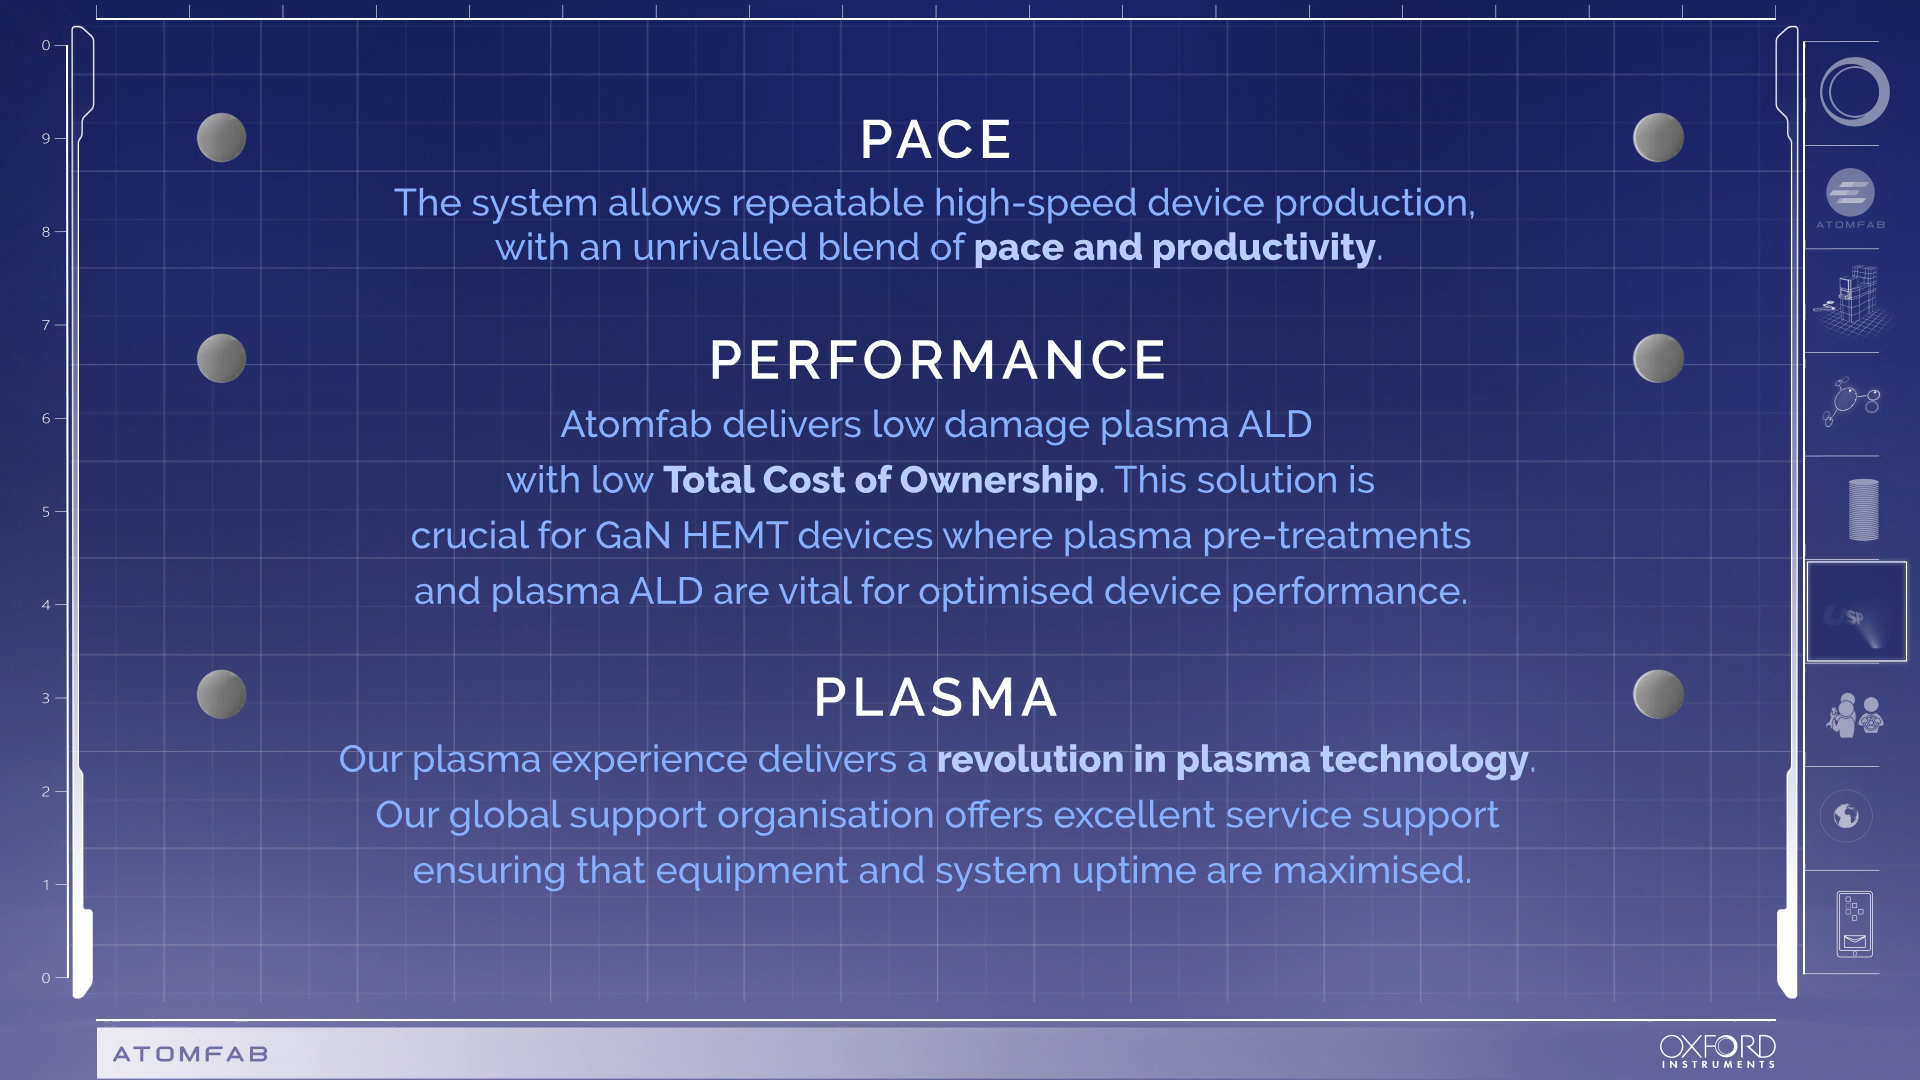 PACE
The system allows repeatable high-speed device production,
with an unrivalled blend of pace and productivity.
PERFORMANCE
Atomfab delivers low damage plasma ALD
with low Total Cost of Ownership. This solution is
crucial for GaN HEMT devices where plasma pre-treatments
and plasma ALD are vital for optimised device performance.
PLASMA
Our plasma experience delivers a revolution in plasma technology.
Our global support organisation offers excellent service support
ensuring that equipment and system uptime are maximised.
0
9
8
7
6
5
4
3
2
1
0
ATOMFAB
USP
ATOMFAB
OXFORD
INSTRUMENTS